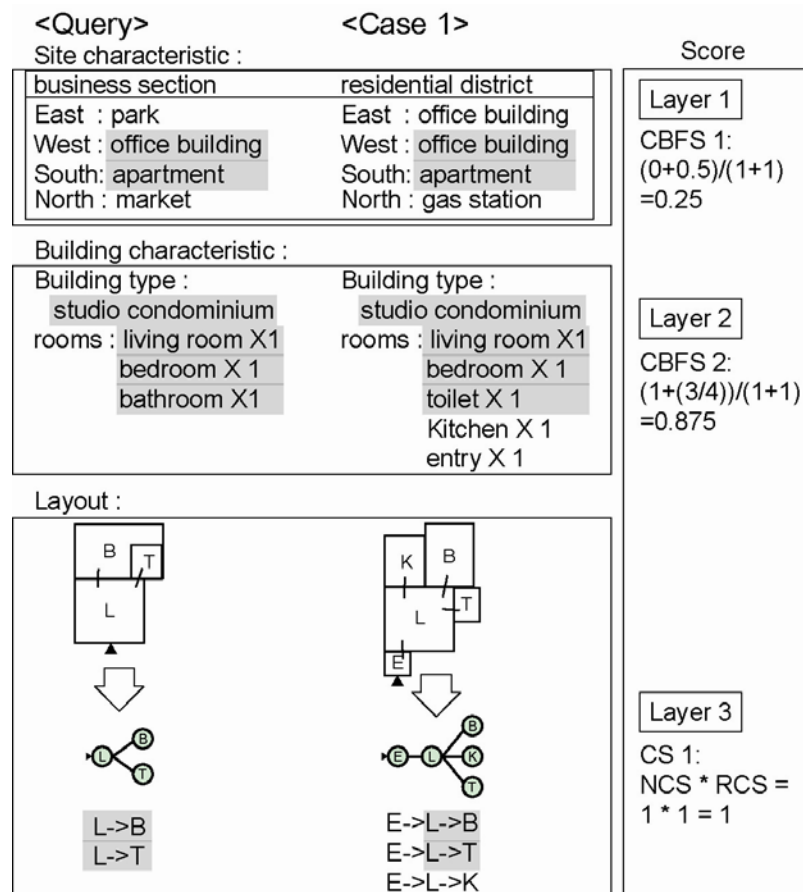 <Query> <Case 1>
Site characteristic : Score
business section residential district
East : park East : office building
West : office building West : office building
South: apartment South: apartment
North : market North : gas station
Layer 1
CBFS 1:
(0+0.5)/(1+1)
=0.25
Building characteristic :
Building type : Building type :
studio condominium studio condominium
rooms : living room X1 rooms : living room X1
bedroom X 1 bedroom X 1
bathroom X1 toilet X 1
Kitchen X 1
entry X 1
Layer 2
CBFS 2:
(1+(3/4))/(1+1)
=0.875
Layout :
B T
L
K B
L T
E
B
L
T
B
E L K
T
L->B E->L->B
L->T E->L->T
E->L->K
Layer 3
CS 1:
NCS * RCS =
1 * 1 = 1